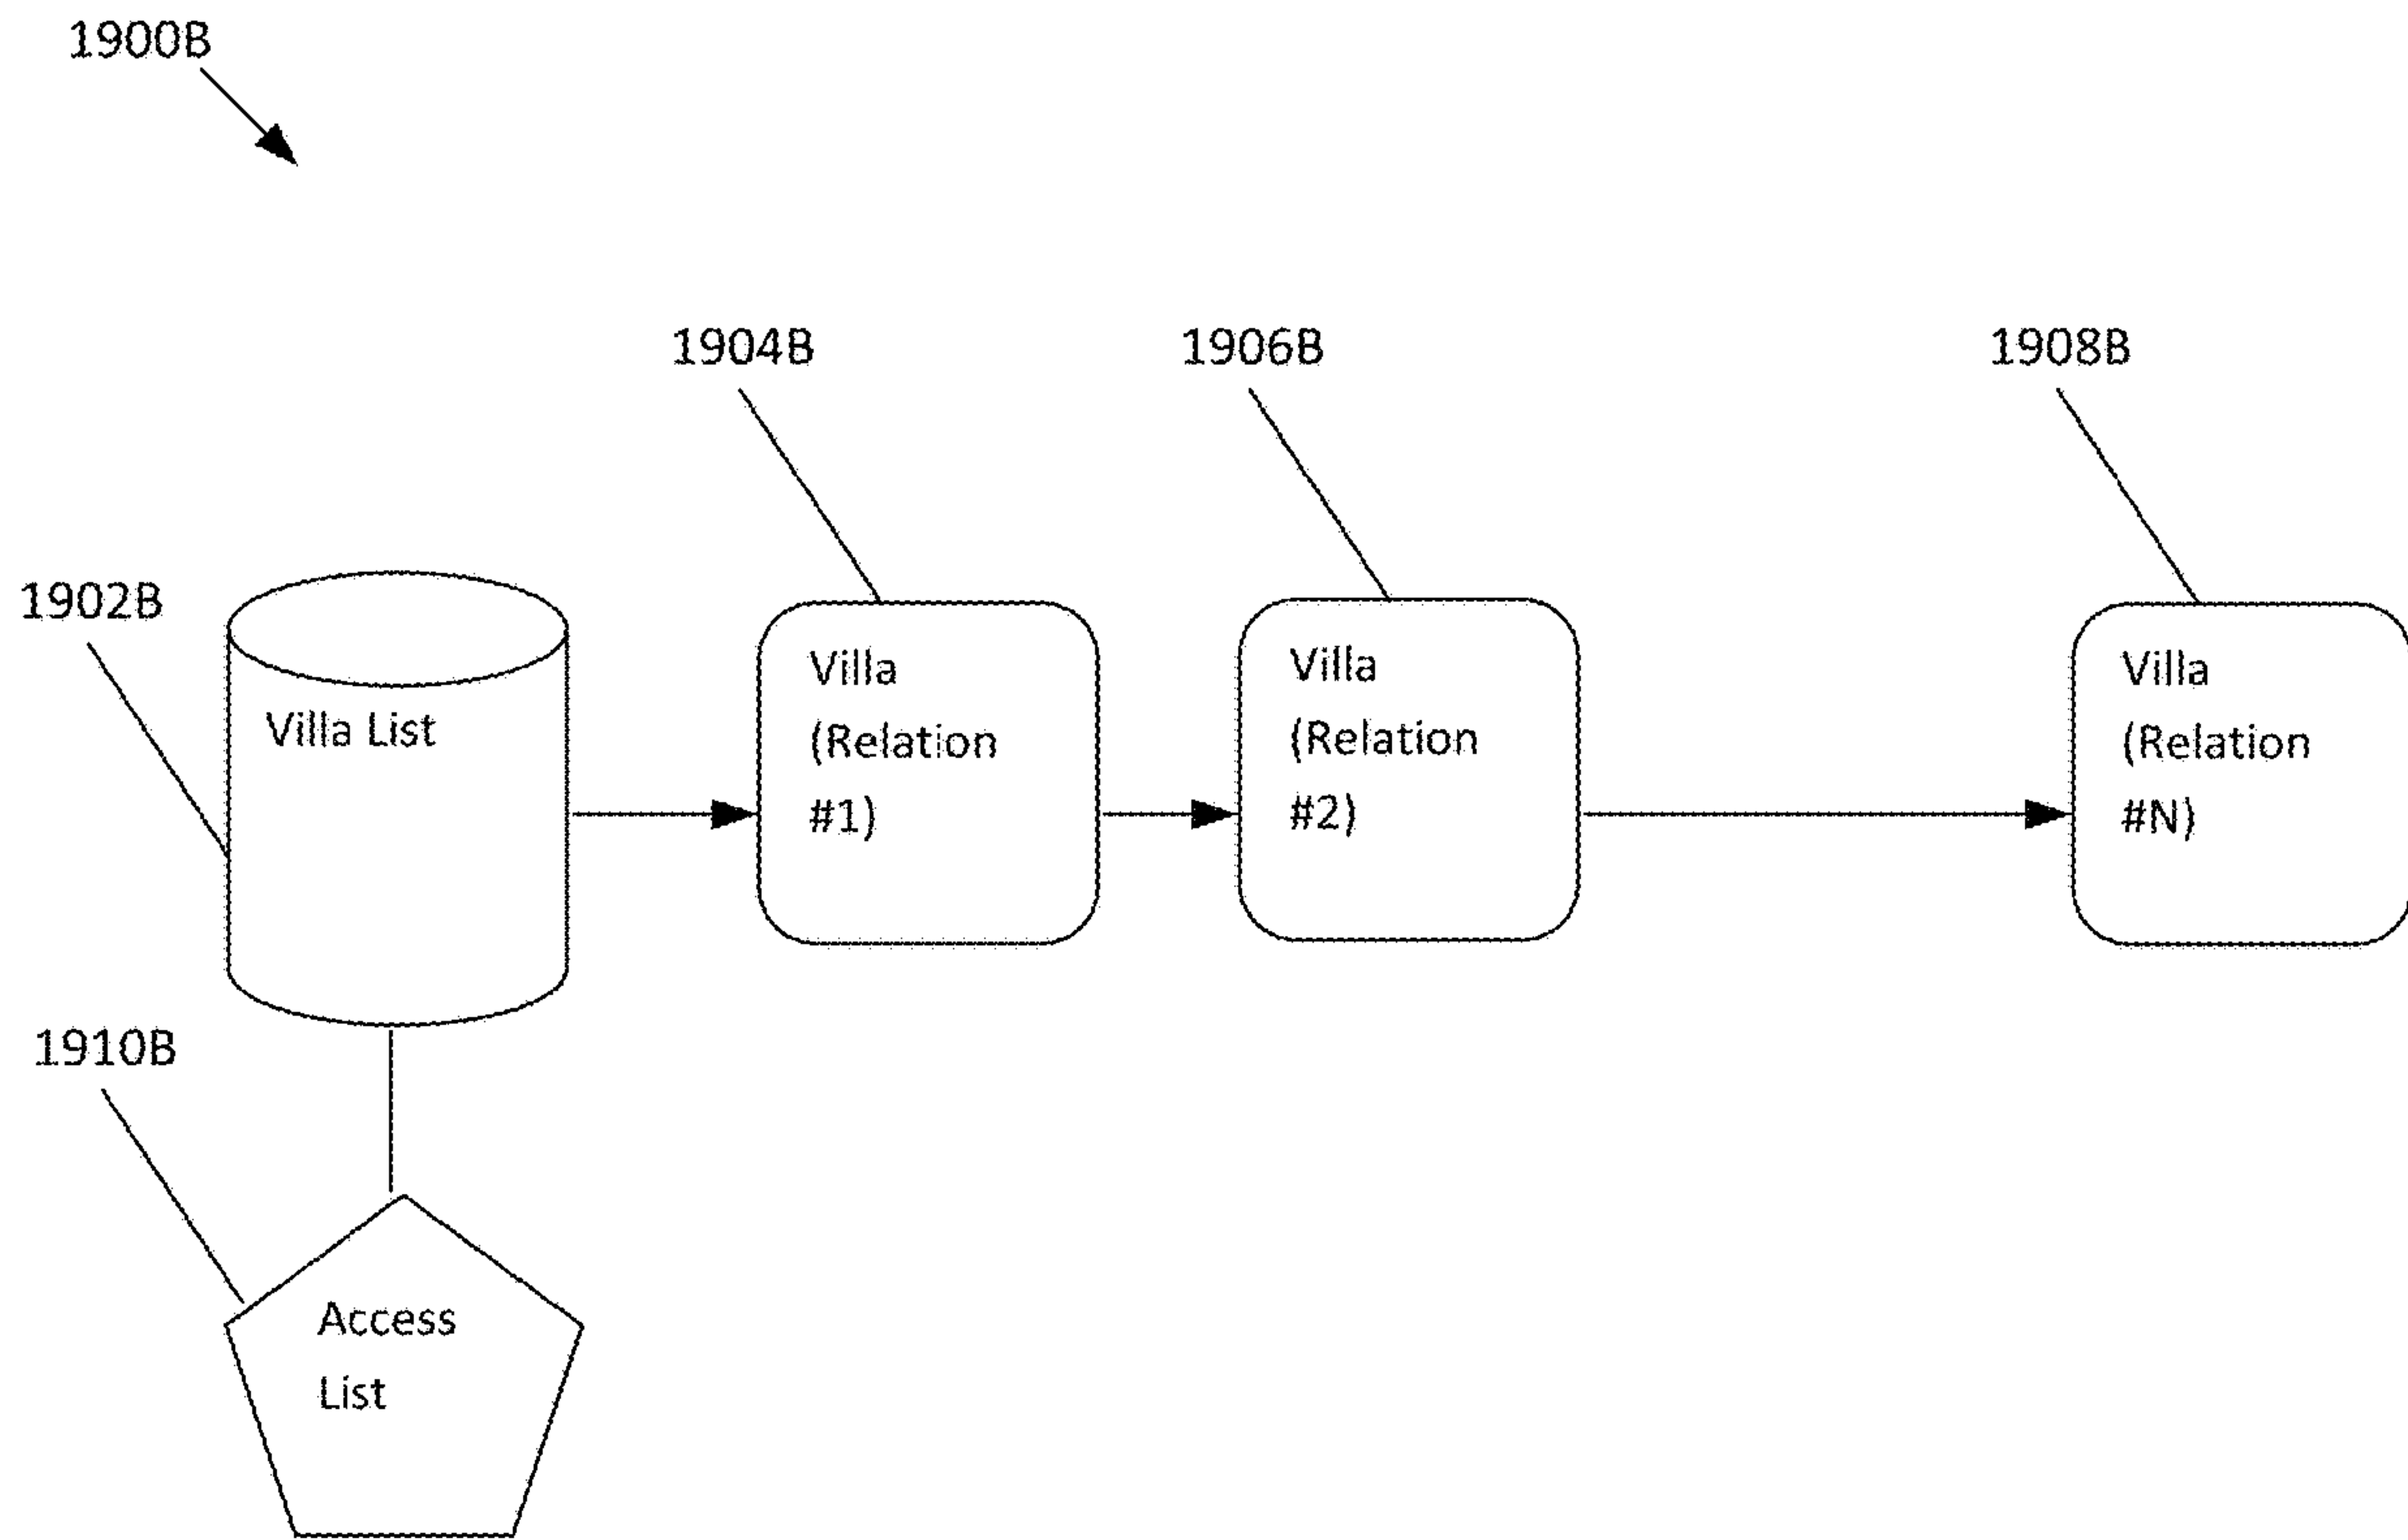 1900B
1904B
1906B
1908B
1902B
Villa List
Villa
(Relation
#1)
Villa
(Relation
#2)
Villa
(Relation
#N)
1910B
Access
List